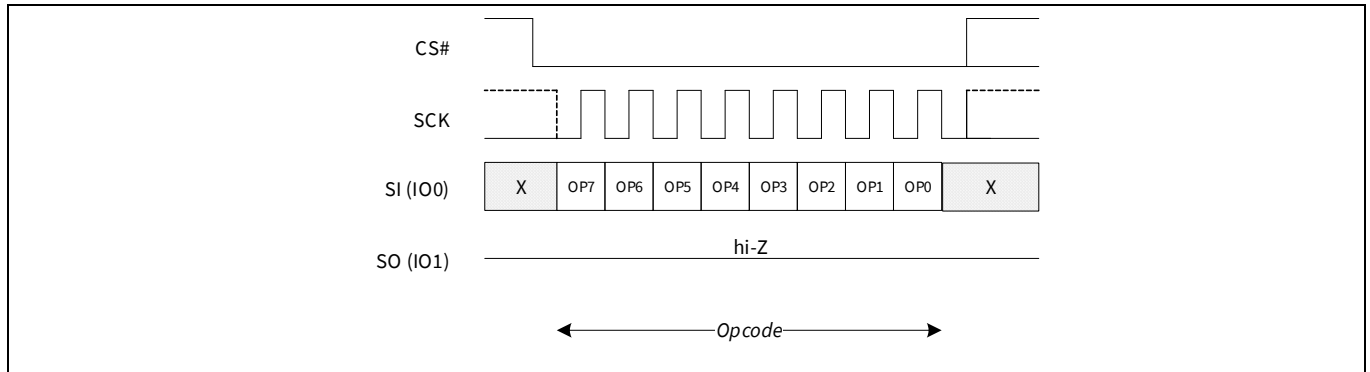 CS#
SCK
SI (IO0) X OP7 OP6 OP5 OP4 OP3 OP2 OP1 OP0 X
hi-Z
SO (IO1)
Opcode